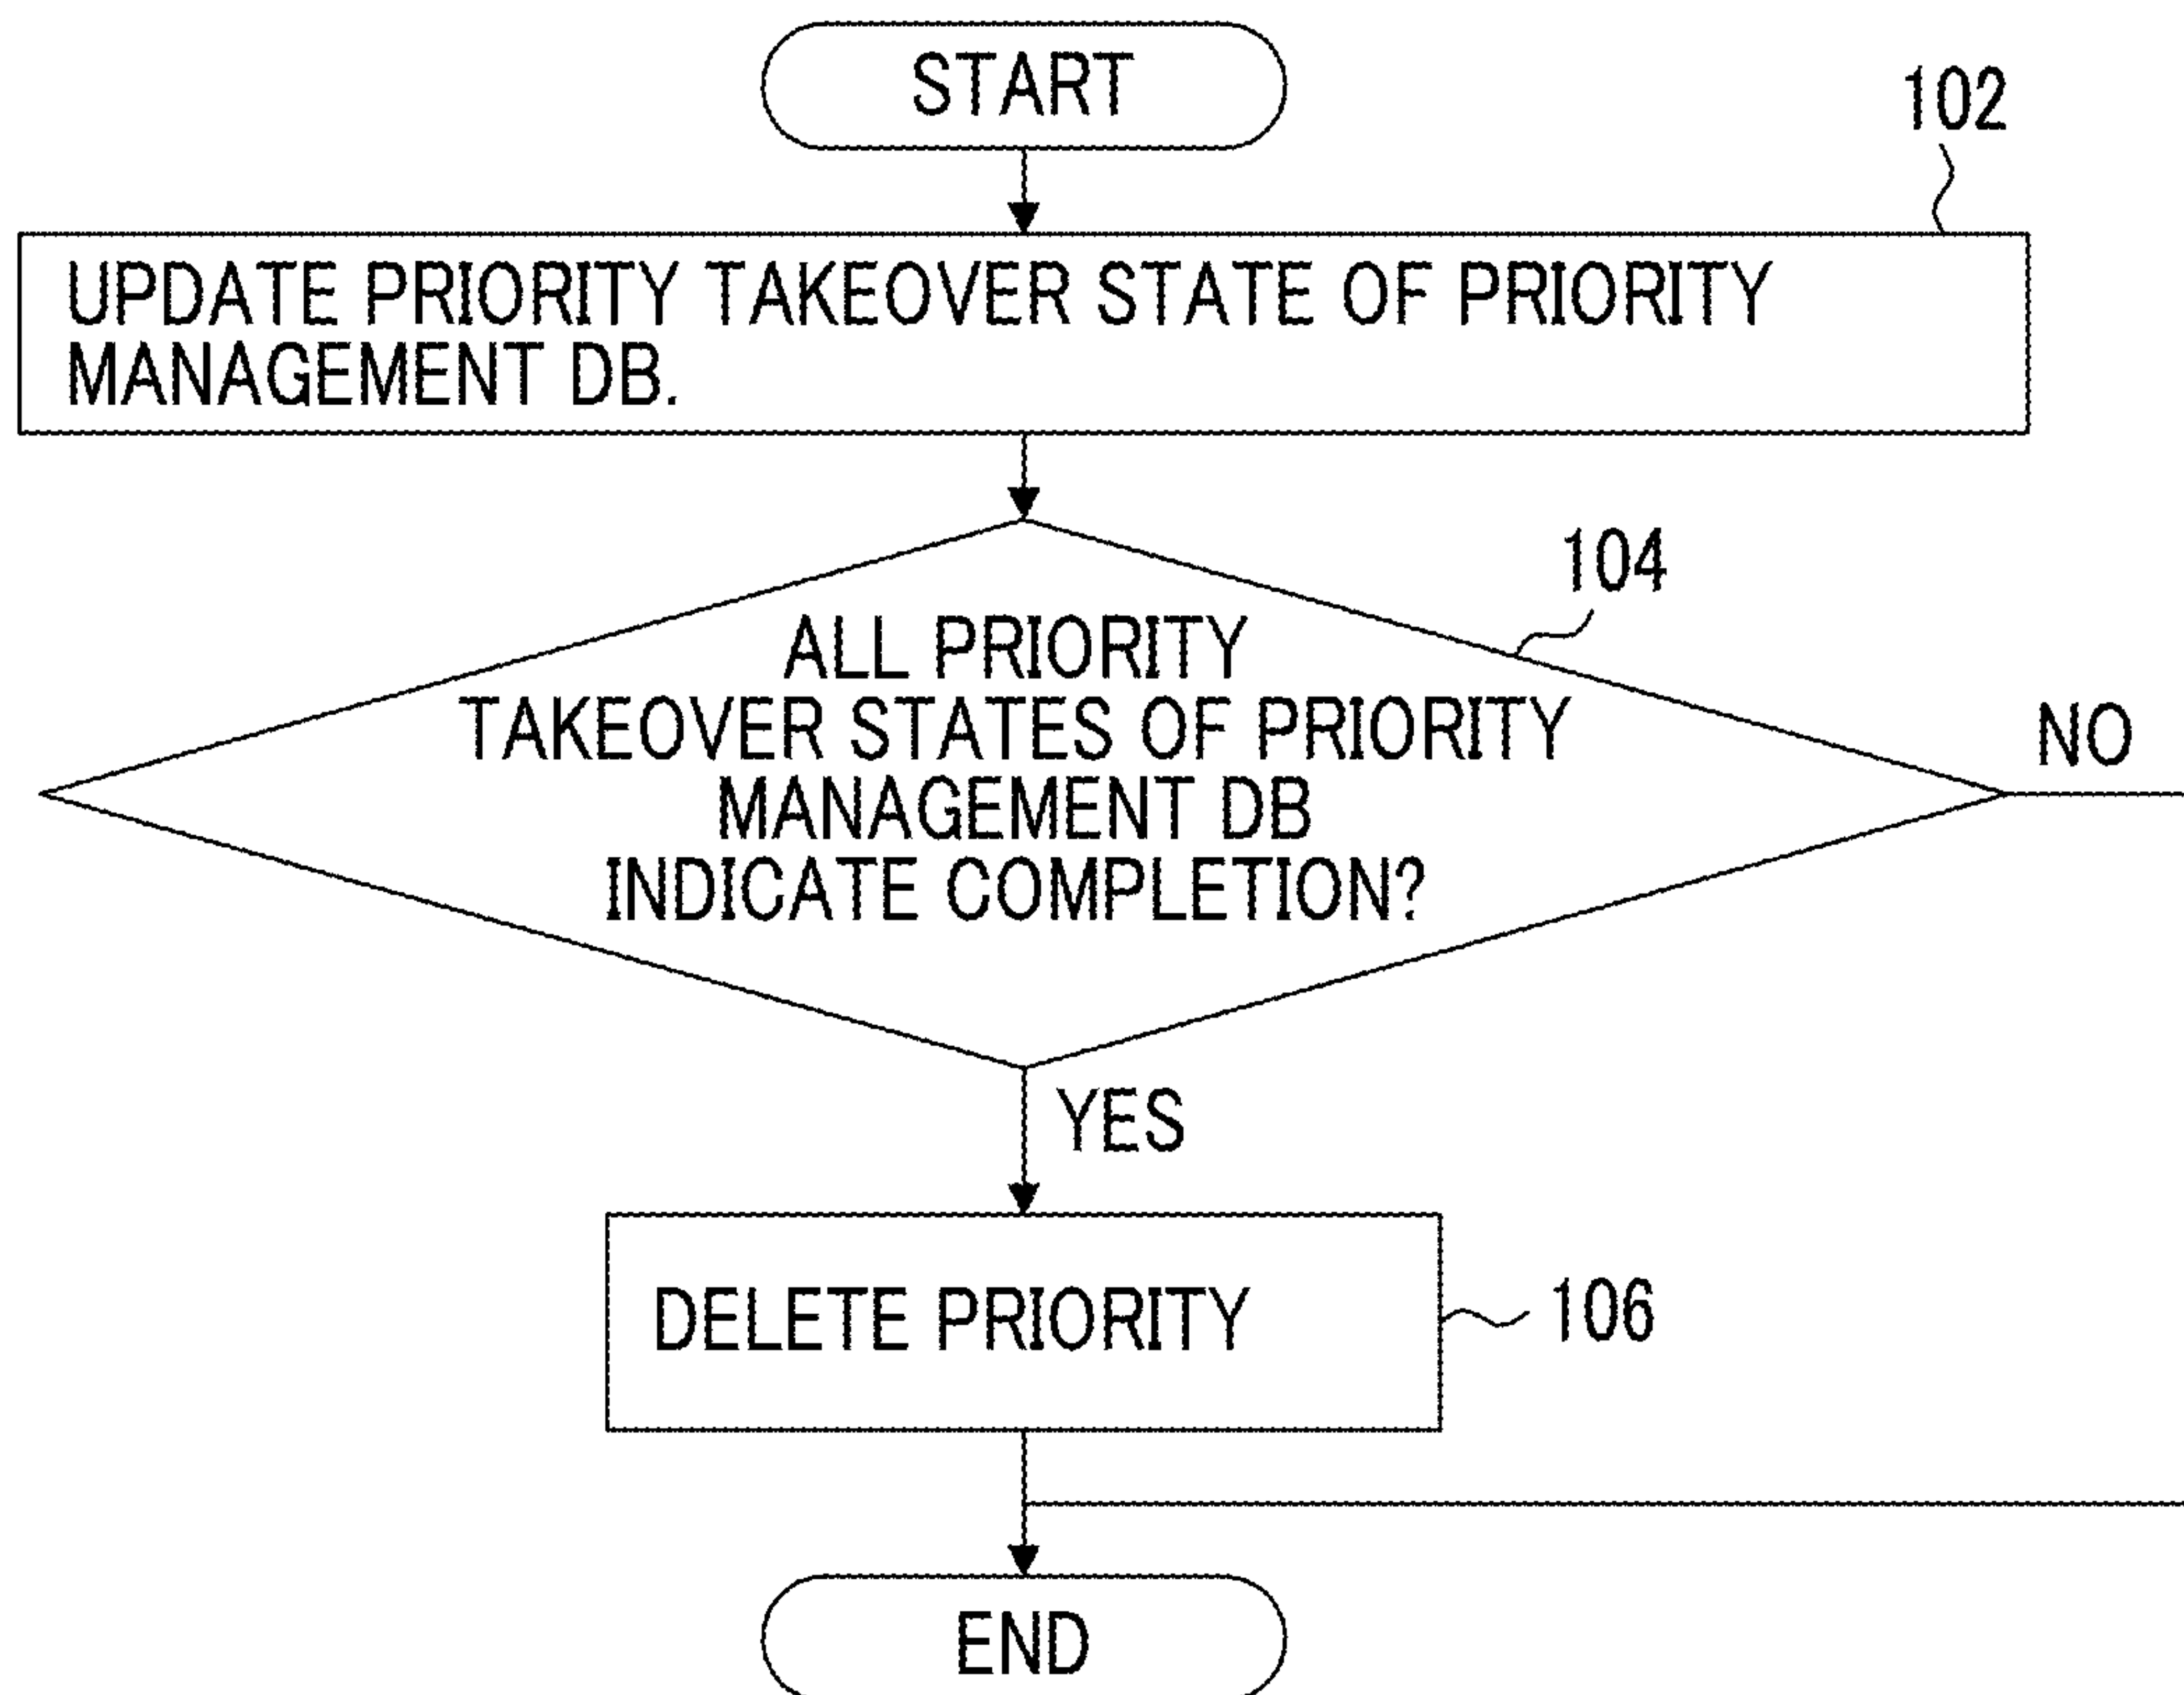 START
102
UPDATE PRIORITY TAKEOVER STATE OF PRIORITY
MANAGEMENT DB.
104
ALL PRIORITY
TAKEOVER STATES OF PRIORITY
MANAGEMENT DB
INDICATE COMPLETION?
NO
YES
DELETE PRIORITY
106
END